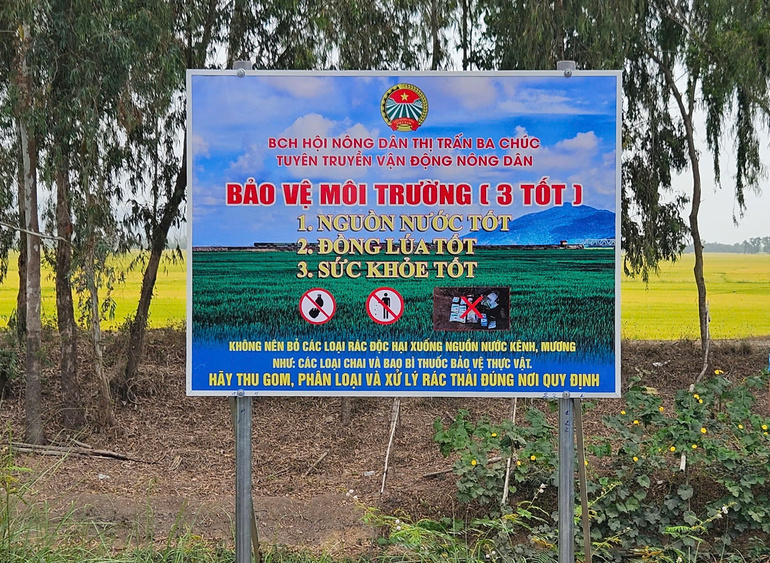 BCH HỘI NÔNG DÂN THỊ TRẤN BA CHÚC
TUYÊN TRUYỀN VẬN ĐỘNG NÔNG DÂN
BẢO VỆ MÔI TRƯỜNG ( 3 TỐT )
1. NGUỒN NƯỚC TỐT
2. ĐỒNG LÚA TỐT
3. SỨC KHỎE TỐT
KHÔNG NÊN BỎ CÁC LOẠI RÁC ĐỘC HẠI XUỐNG NGUỒN NƯỚC KÊNH, MƯƠNG
NHƯ: CÁC LOẠI CHAI VÀ BAO BÌ THUỐC BẢO VỆ THỰC VẬT.
HÃY THU GOM, PHÂN LOẠI VÀ XỬ LÝ RÁC THẢI ĐÚNG NƠI QUY ĐỊNH